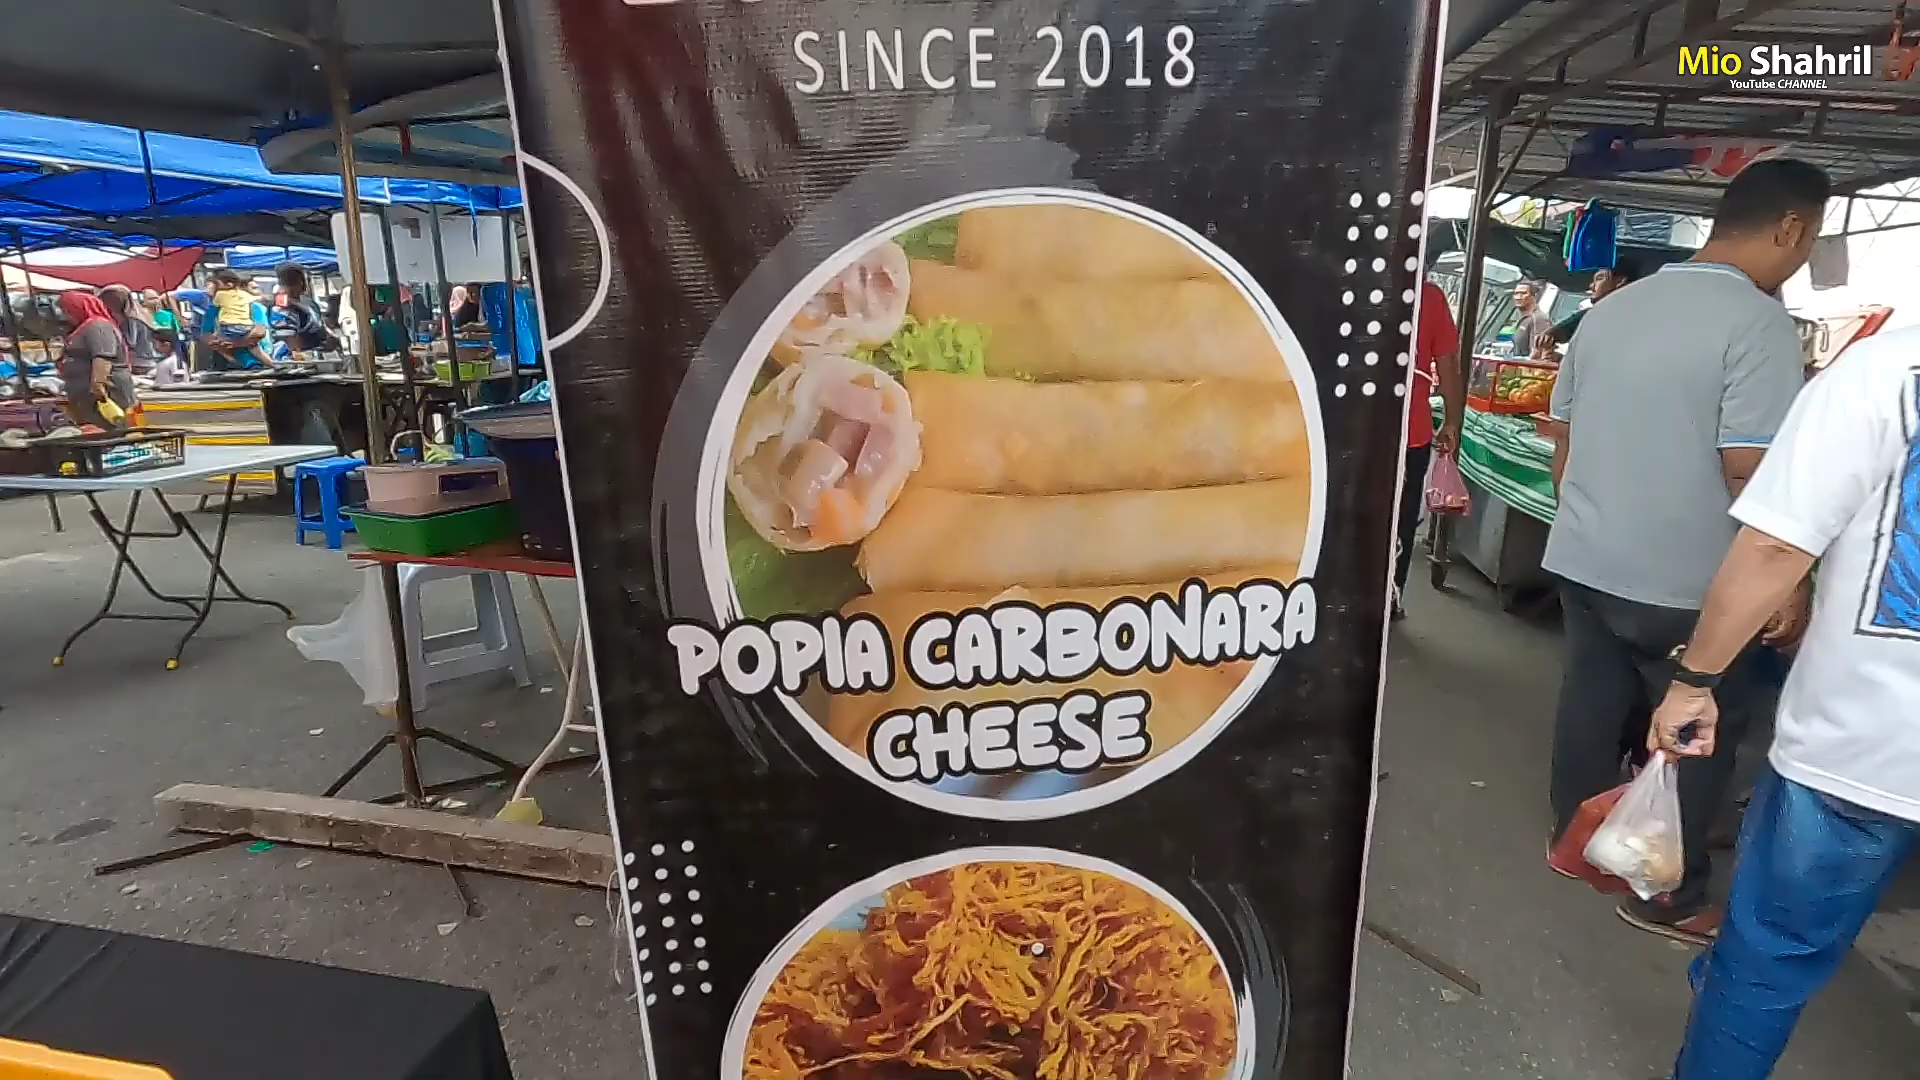 SINCE 2018
Mio Shahril
YouTube CHANNEL
POPIA CARBONARA
CHEESE